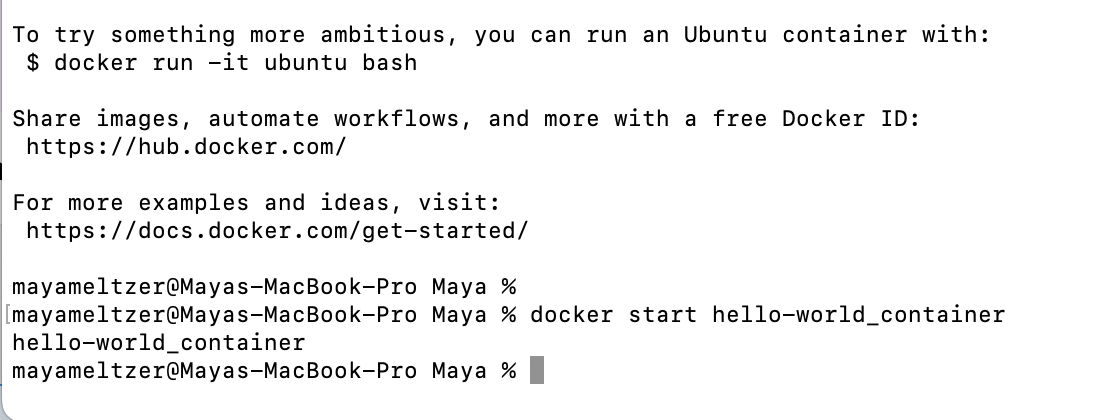 To try something more ambitious, you can run an Ubuntu container with:
 $ docker run -it ubuntu bash

Share images, automate workflows, and more with a free Docker ID:
 https://hub.docker.com/

For more examples and ideas, visit:
 https://docs.docker.com/get-started/

mayameltzer@Mayas-MacBook-Pro Maya %
[mayameltzer@Mayas-MacBook-Pro Maya % docker start hello-world_container
hello-world_container
mayameltzer@Mayas-MacBook-Pro Maya %